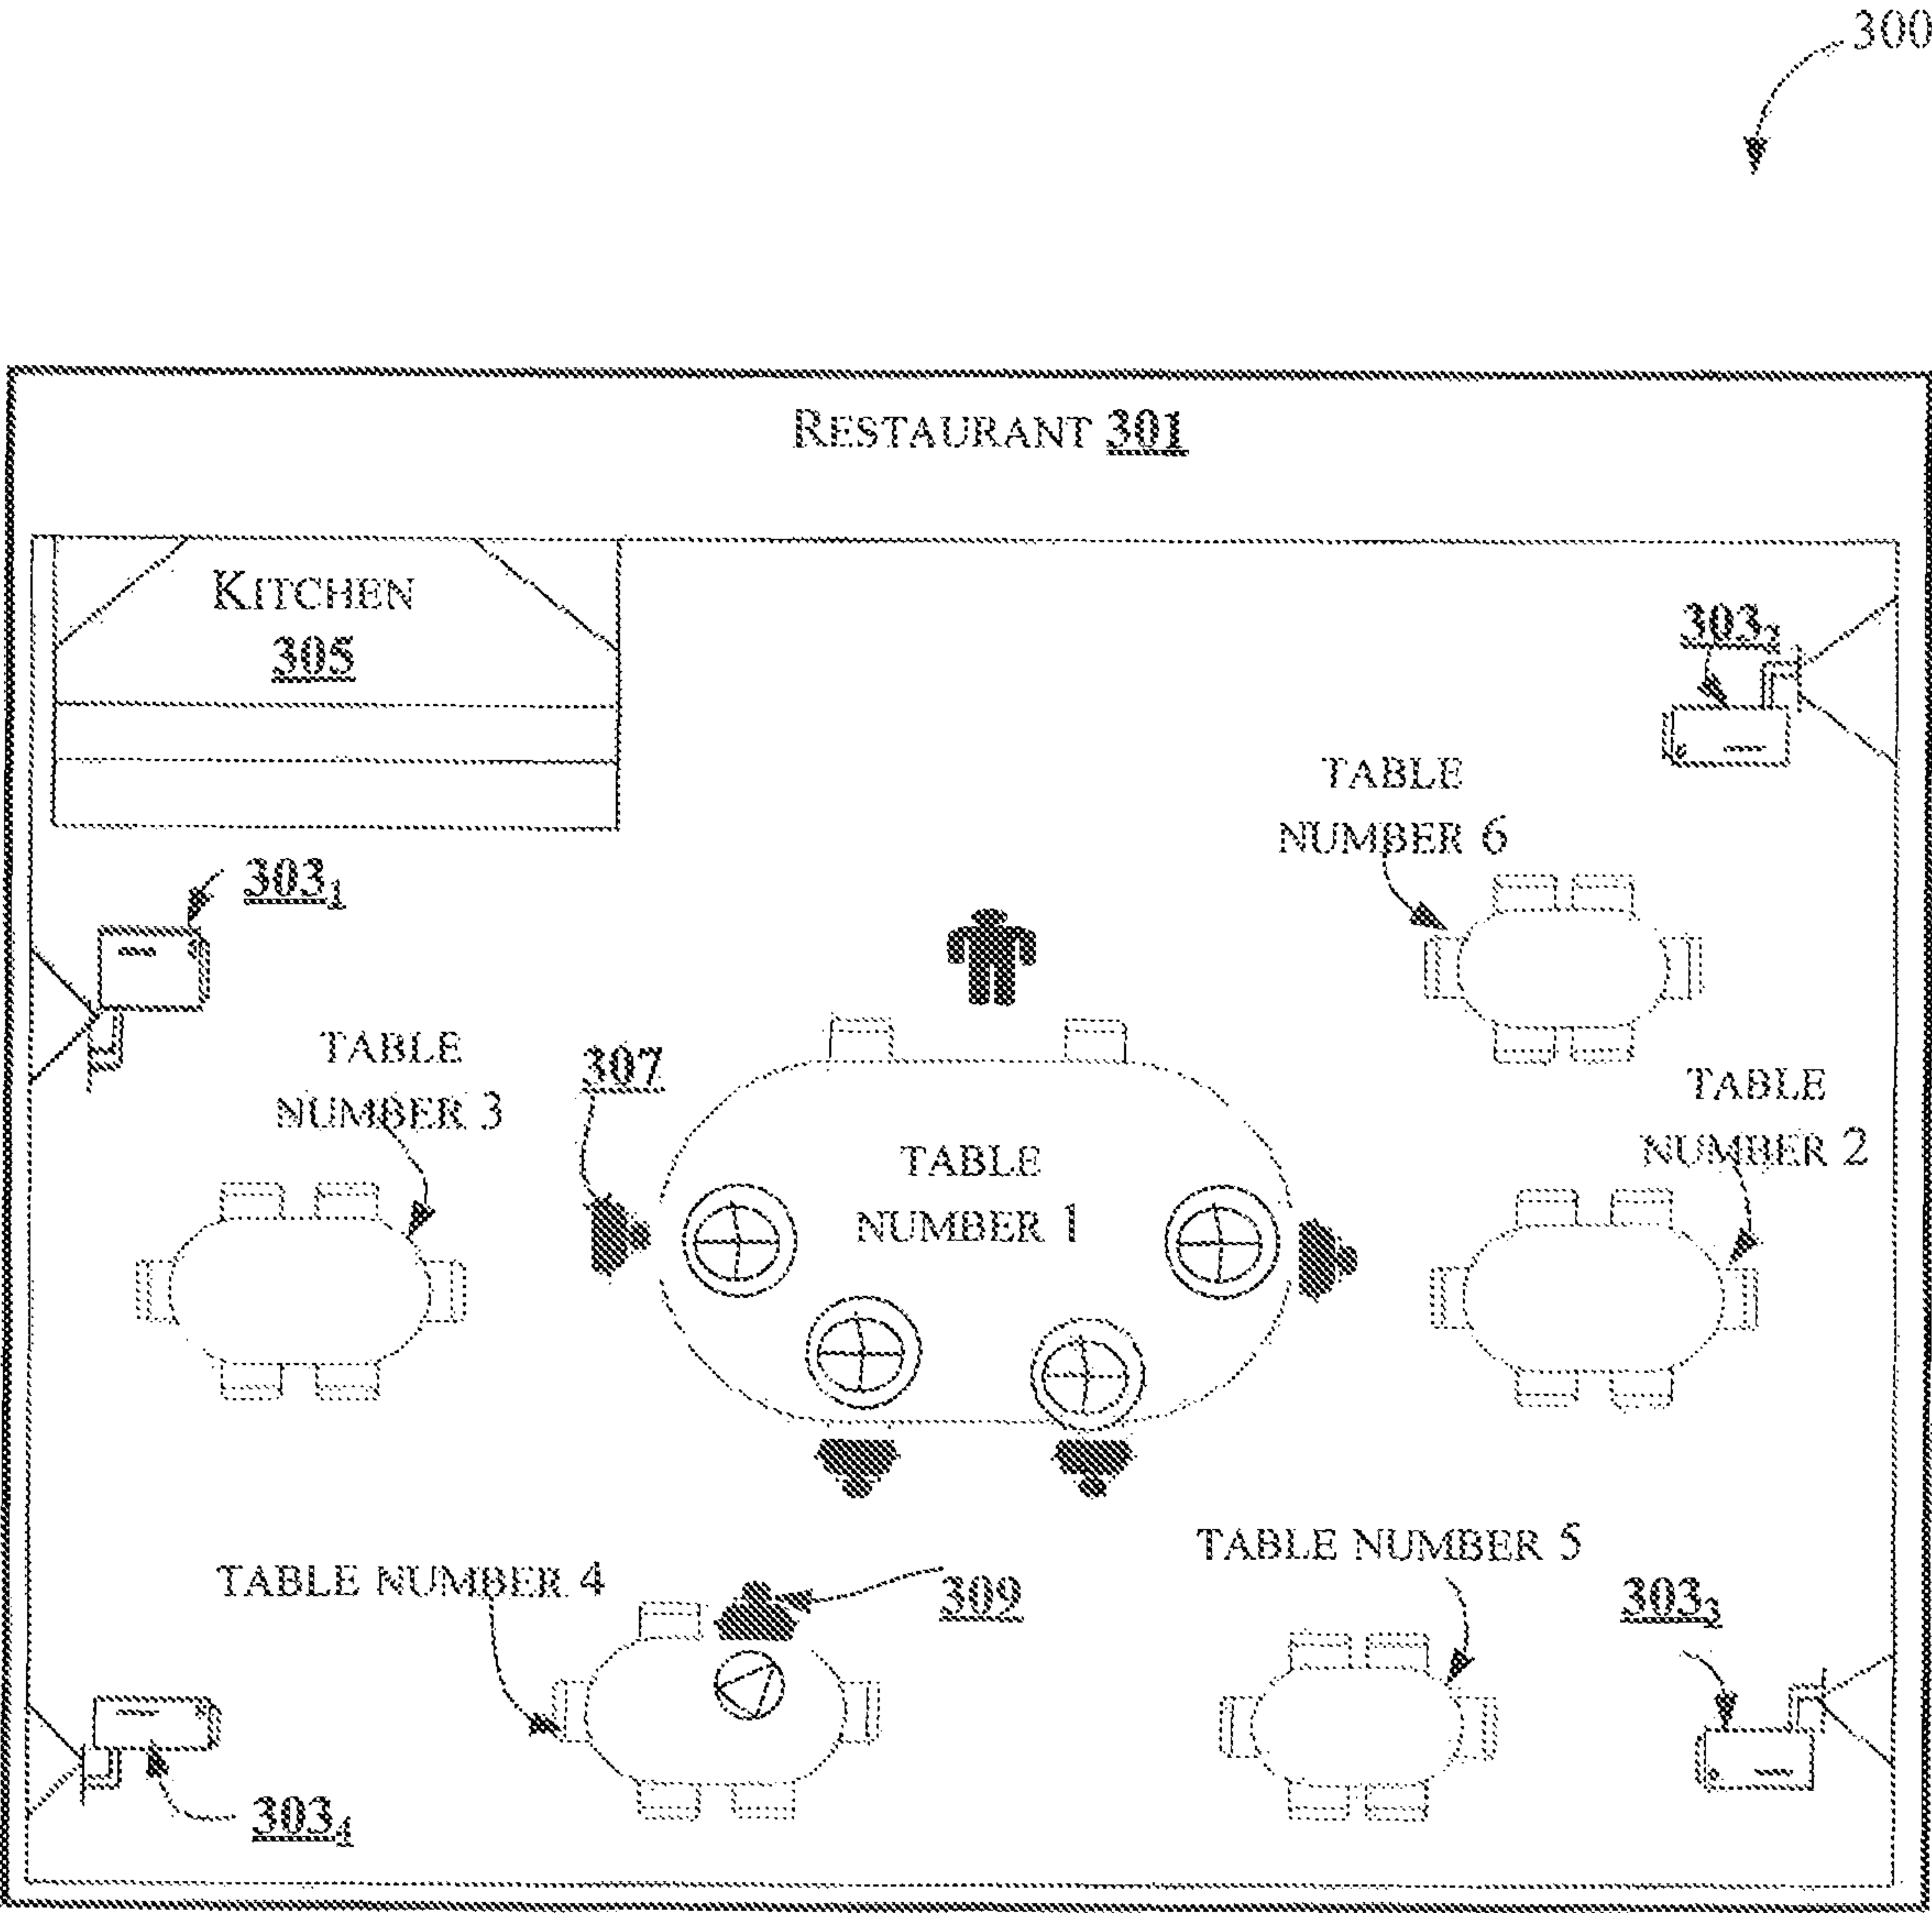 300
RESTAURANT 301
KITCHEN
305
303₂
TABLE
NUMBER 6
303₁
TABLE
NUMBER 3
307
TABLE
NUMBER 2
TABLE
NUMBER 1
TABLE NUMBER 5
TABLE NUMBER 4
309
303₃
303₄